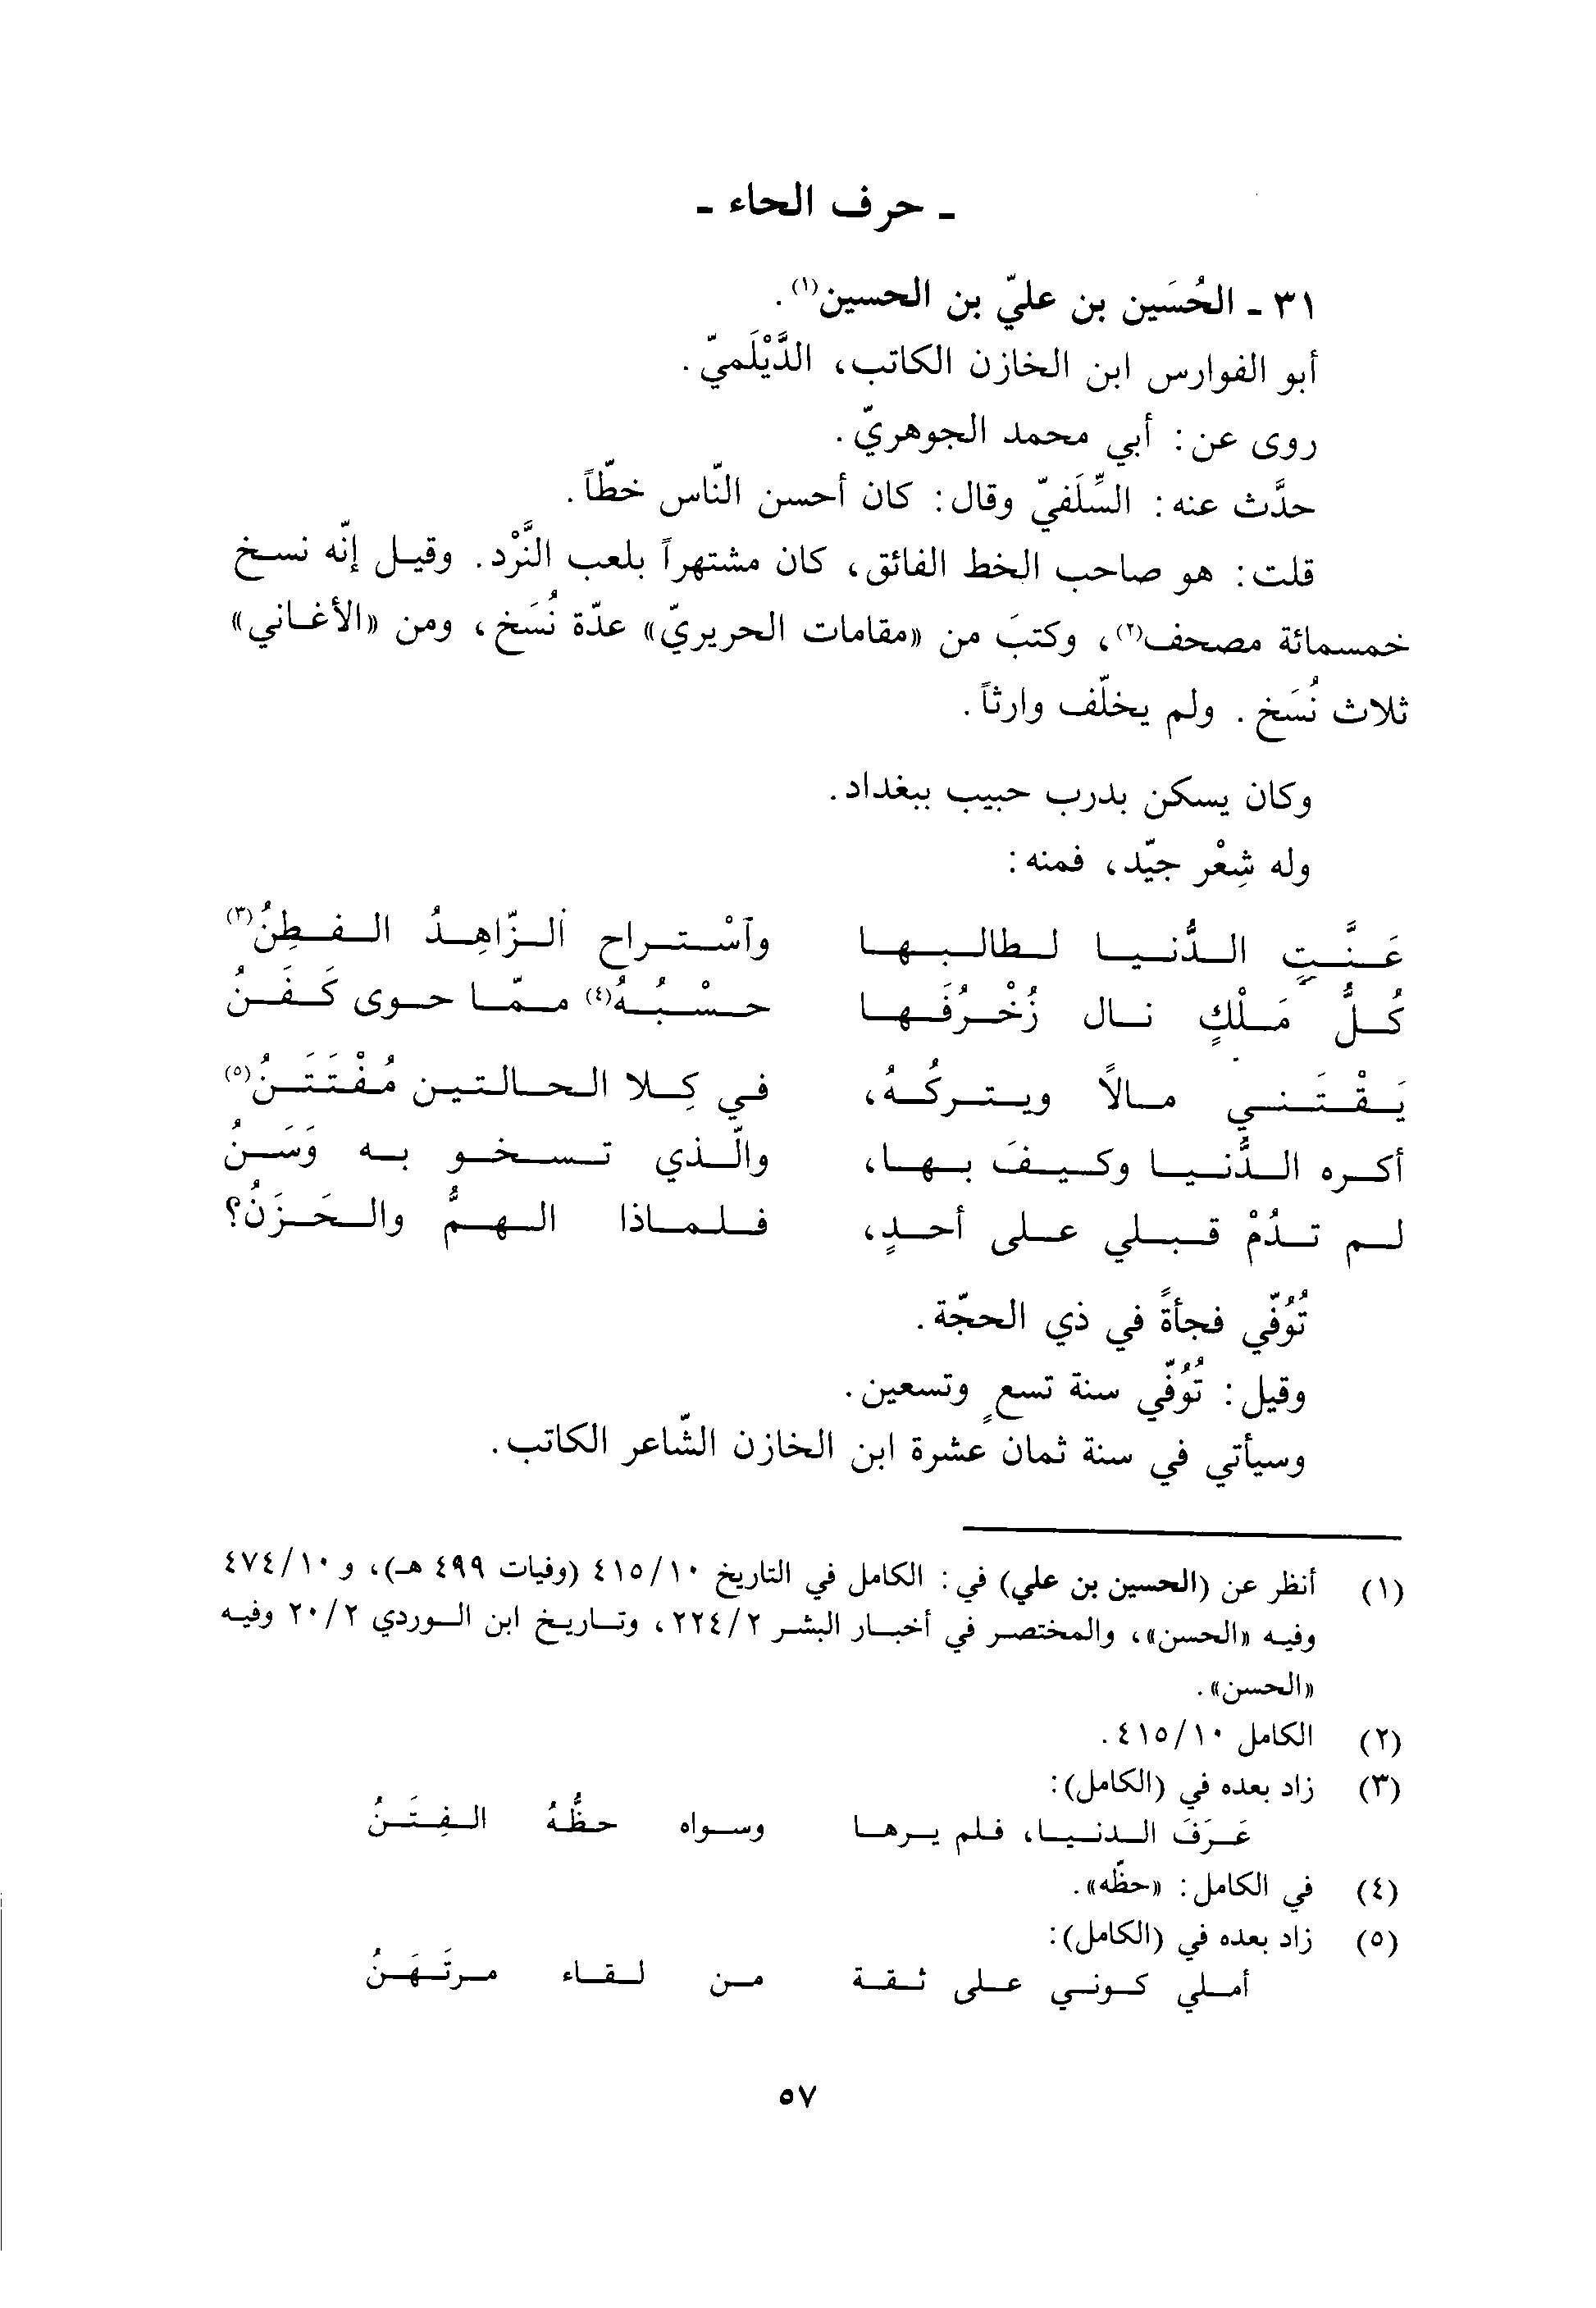 - حرف الحاء -
٣١ - الحُسَين بن عليّ بن الحسين(١).
أبو الفوارس ابن الخازن الكاتب، الدَّيْلَميّ.
روى عن: أبي محمد الجوهريّ.
حدَّث عنه: السِّلَفيّ وقال: كان أحسن النّاس خطّاً.
قلت: هو صاحب الخط الفائق، كان مشتهراً بلعب النَّرْد. وقيل إنّه نسخ
خمسمائة مصحف(٢)، وكتبَ من «مقامات الحريريّ» عدّة نُسَخ، ومن «الأغاني»
ثلاث نُسَخ. ولم يخلّف وارثاً.
وكان يسكن بدرب حبيب ببغداد.
وله شِعْر جيّد، فمنه:
عَنَّتِ الدُّنيا لطالبها وآسْتراح ٱلزّاهِدُ الفطِنُ(٣)
كُلُّ مَلْكٍ نال زُخْرُفَها حسْبُهُ(٤) ممّا حوى كَفَنُ
يَقْتَني مالاً ويتركُهُ، في كِلا الحالتين مُفْتَتَنُ(٥)
أكره الدُّنيا وكيفَ بها، والّذي تسخو به وَسَنُ
لم تدُمْ قبلي على أحدٍ، فلماذا الهمُّ والحَزَنُ؟
تُوُفّي فجأةً في ذي الحجّة.
وقيل: تُوُفّي سنة تسعٍ وتسعين.
وسيأتي في سنة ثمان عشرة ابن الخازن الشّاعر الكاتب.
(١) أنظر عن (الحسين بن علي) في: الكامل في التاريخ ٤١٥/١٠ (وفيات ٤٩٩ هـ)، و ٤٧٤/١٠
وفيه «الحسن»، والمختصر في أخبار البشر ٢٢٤/٢، وتاريخ ابن الوردي ٢٠/٢ وفيه
«الحسن».
(٢) الكامل ٤١٥/١٠.
(٣) زاد بعده في (الكامل):
عَرَفَ الدنيا، فلم يرها وسواه حظُّهُ الفِتَنُ
(٤) في الكامل: «حظّه».
(٥) زاد بعده في (الكامل):
أملي كوني على ثقة من لقاء مرتَهَنُ
٥٧